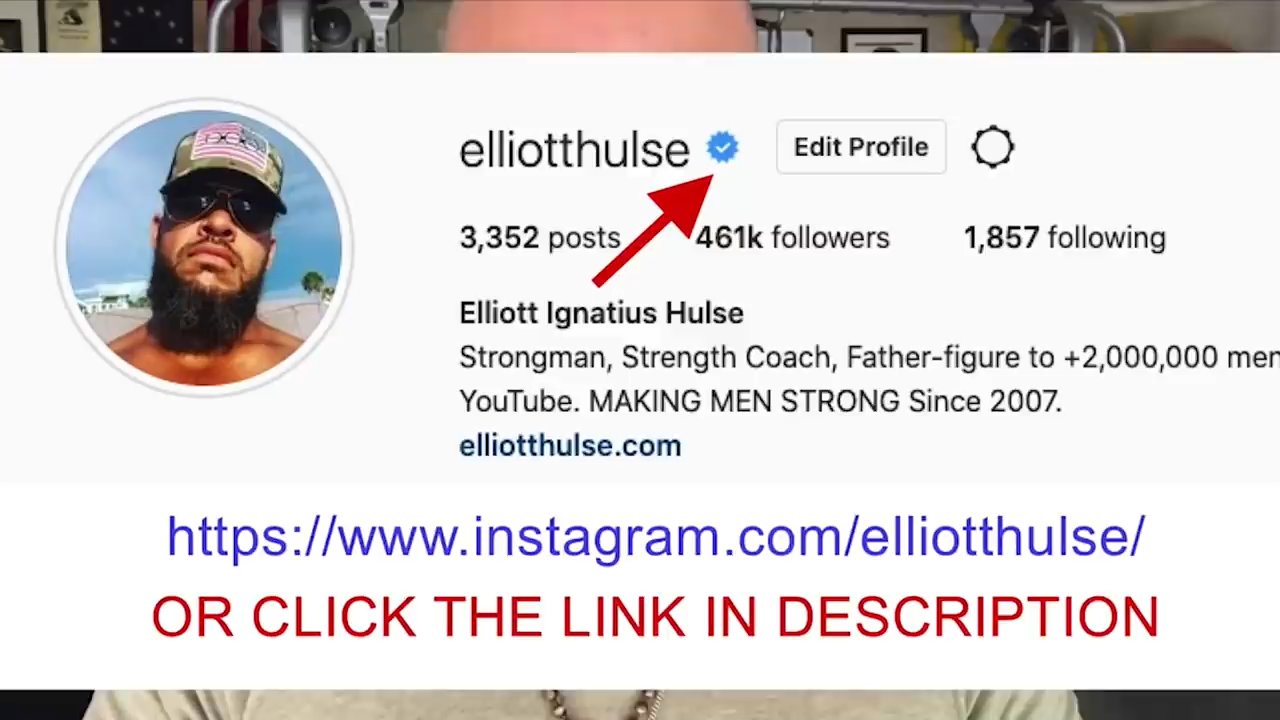 elliotthulse Edit Profile
3,352 posts 461k followers 1,857 following
Elliott Ignatius Hulse
Strongman, Strength Coach, Father-figure to +2,000,000 men
YouTube. MAKING MEN STRONG Since 2007.
elliotthulse.com
https://www.instagram.com/elliotthulse/
OR CLICK THE LINK IN DESCRIPTION